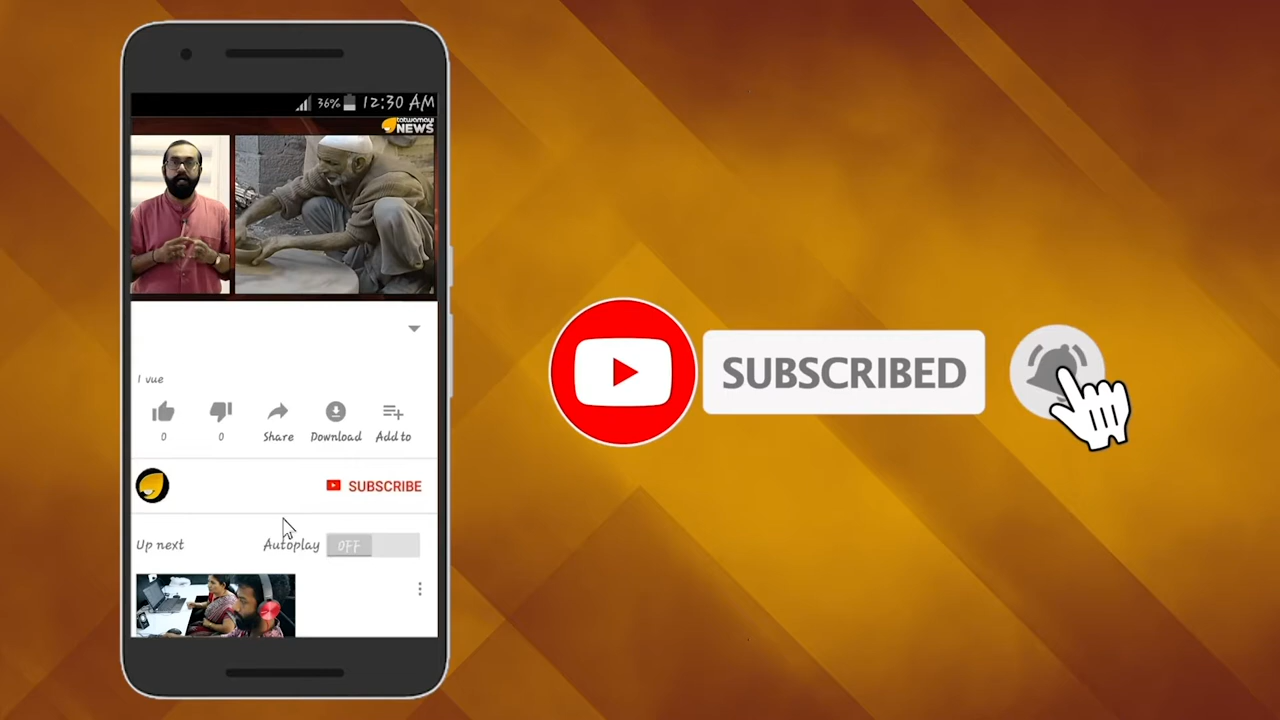 36% 12:30 AM
tatwamayi
NEWS
1 vue
0 0 Share Download Add to
SUBSCRIBE
Up next Autoplay OFF
SUBSCRIBED